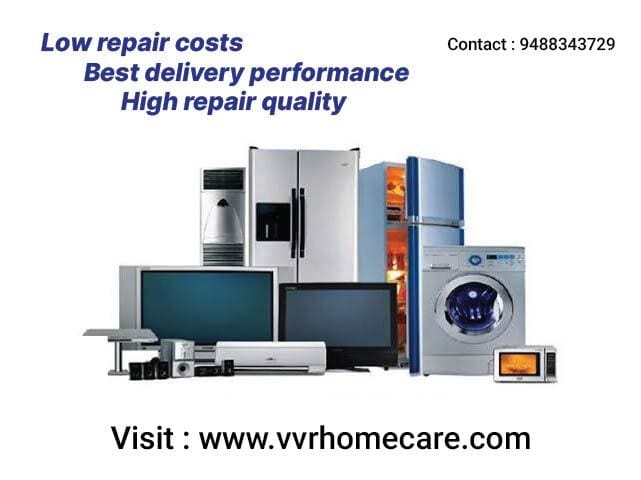 Low repair costs
Contact : 9488343729
Best delivery performance
High repair quality
Visit : www.vvrhomecare.com